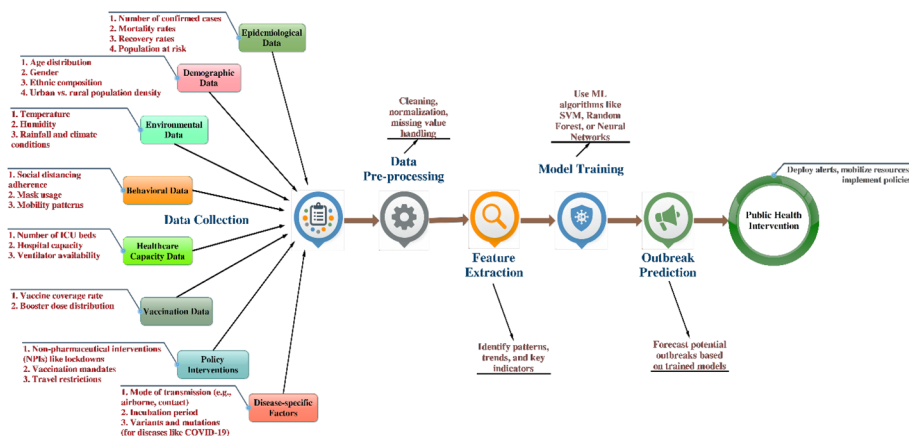 1. Number of confirmed cases
2. Mortality rates
3. Recovery rates
4. Population at risk
Epidemiological
Data
1. Age distribution
2. Gender
3. Ethnic composition
4. Urban vs. rural population density
Demographic
Data
1. Temperature
2. Humidity
3. Rainfall and climate
conditions
Environmental
Data
1. Social distancing
adherence
2. Mask usage
3. Mobility patterns
Behavioral Data
1. Number of ICU beds
2. Hospital capacity
3. Ventilator availability
Healthcare
Capacity Data
1. Vaccine coverage rate
2. Booster dose distribution
Vaccination Data
1. Non-pharmaceutical interventions
(NPIs) like lockdowns
2. Vaccination mandates
3. Travel restrictions
Policy
Interventions
1. Mode of transmission (e.g.,
airborne, contact)
2. Incubation period
3. Variants and mutations
(for diseases like COVID-19)
Disease-specific
Factors
Data Collection
Cleaning,
normalization,
missing value
handling
Data
Pre-processing
Feature
Extraction
Identify patterns,
trends, and key
indicators
Use ML
algorithms like
SVM, Random
Forest, or Neural
Networks
Model Training
Outbreak
Prediction
Forecast potential
outbreaks based
on trained models
Deploy alerts, mobilize resources
implement policies
Public Health
Intervention